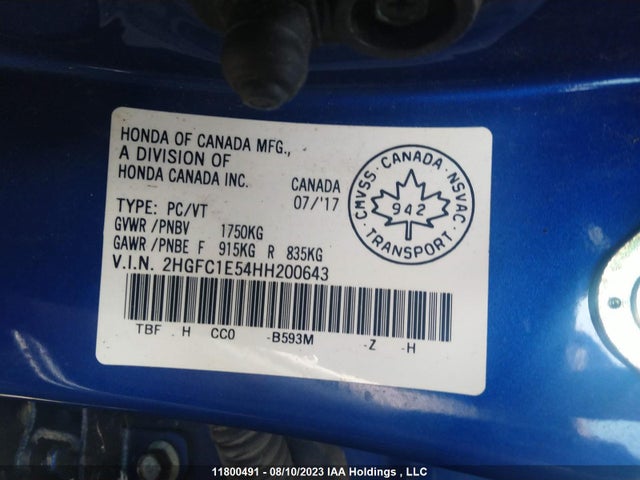 HONDA OF CANADA MFG.,
A DIVISION OF
HONDA CANADA INC.
CANADA
07/'17
TYPE: PC/VT
GVWR /PNBV 1750KG
GAWR /PNBE F 915KG R 835KG
V.I.N. 2HGFC1E54HH200643
TBF - H CC0 -B593M -Z -H
CMVSS · CANADA · NSVAC
942
· TRANSPORT ·
11800491 - 08/10/2023 IAA Holdings , LLC